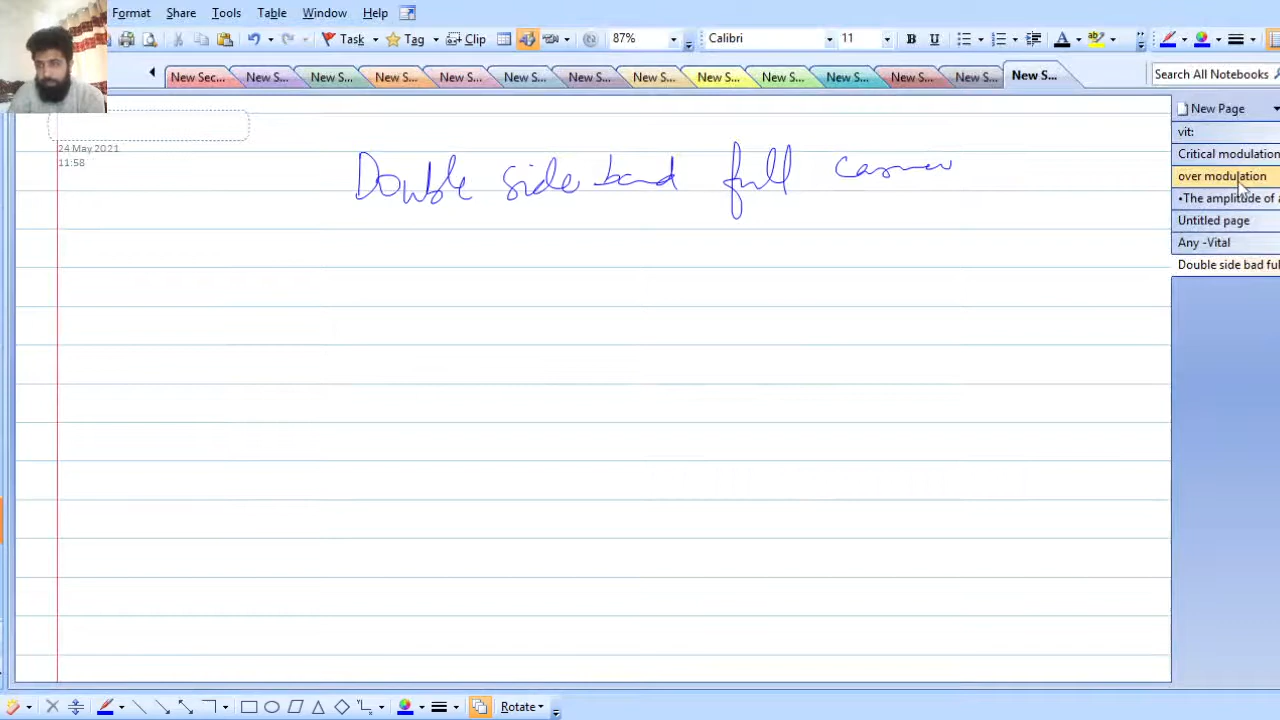 Format Share Tools Table Window Help
Task Tag Clip 87% Calibri 11 B U
New Sec... New S... New S... New S... New S... New S... New S... New S... New S... New S... New S... New S... New S... New S... Search All Notebooks
New Page
24 May 2021
11:58
Double side band full carrier
vit:
Critical modulation
over modulation
•The amplitude of a
Untitled page
Any -Vital
Double side bad ful
Rotate